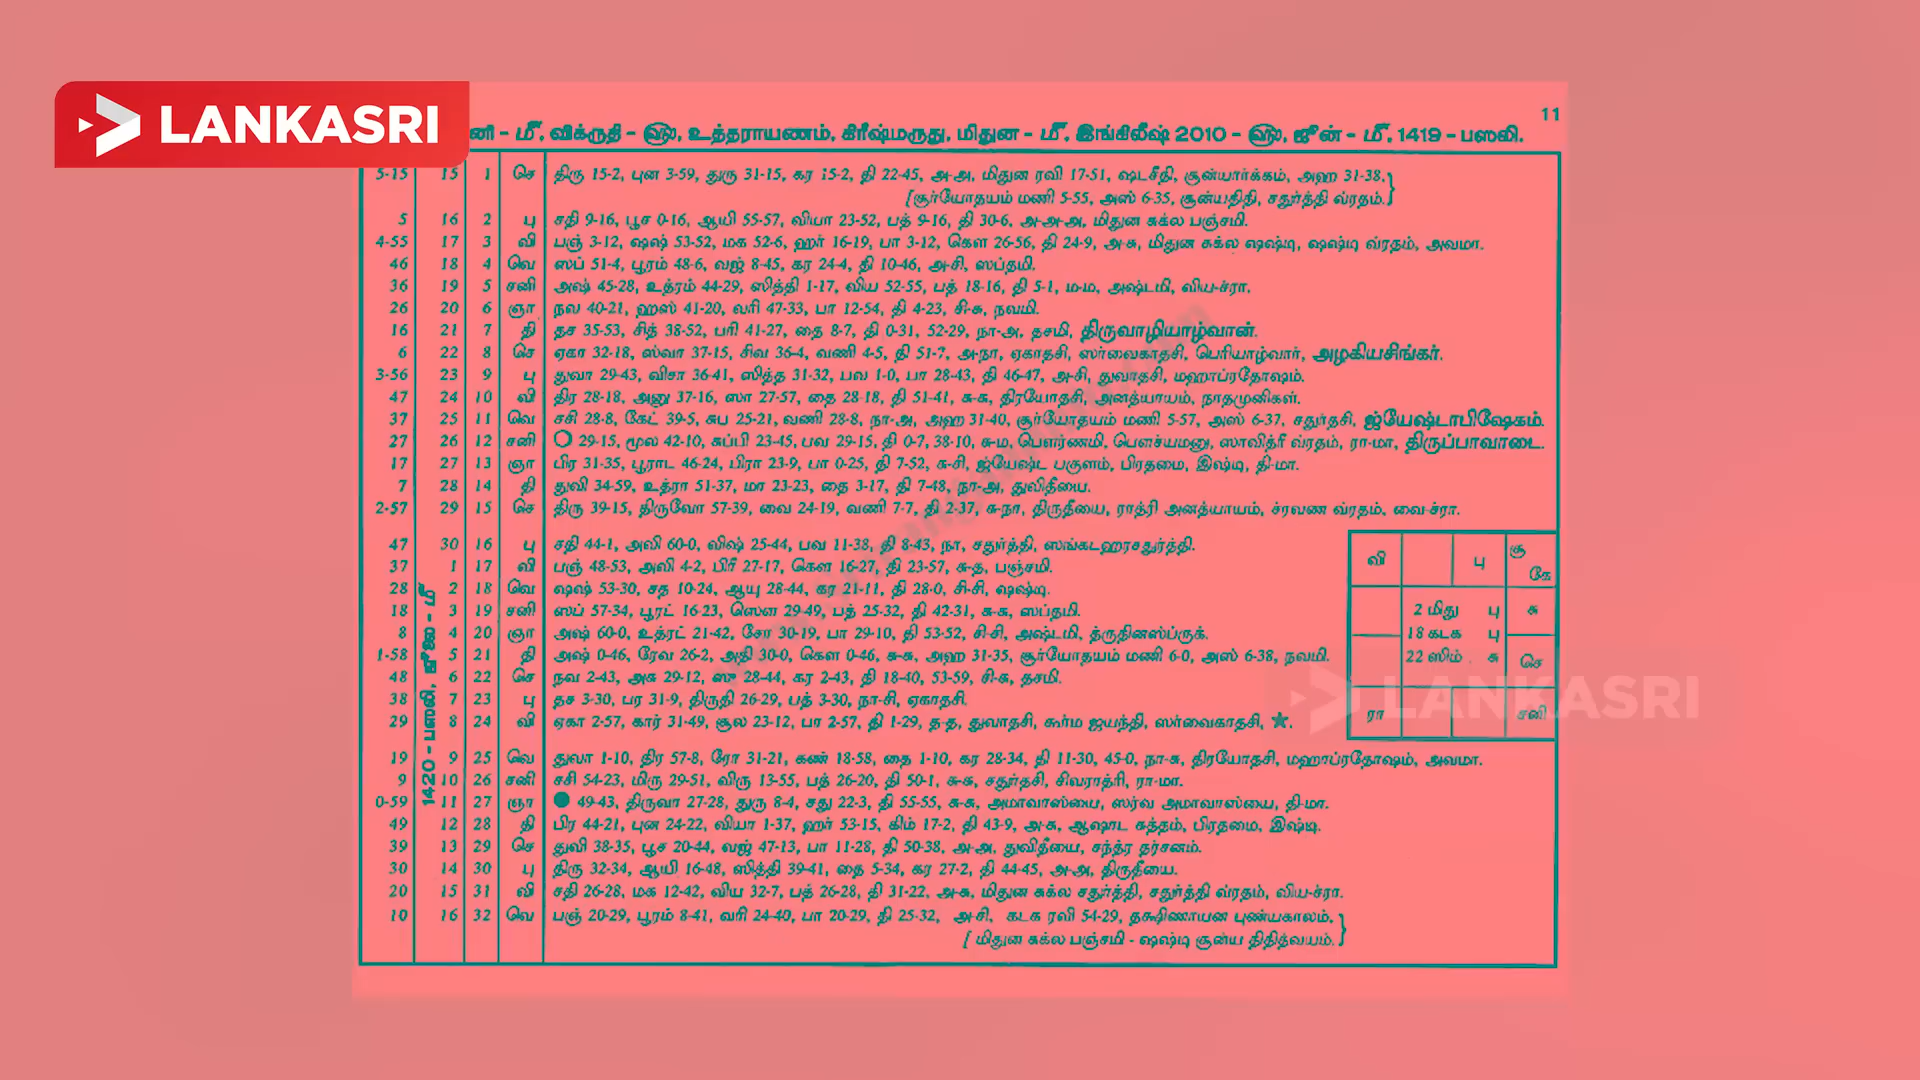 LANKASRI
11
னி - மீ, விக்ருதி - ௵, உத்தராயணம், கிரீஷ்மருது, மிதுன - மீ, இங்கிலீஷ் 2010 - ௵, ஜூன் - மீ, 1419 - பஸலி.
5-15 15 1 செ திரு 15-2, புன 3-59, துரு 31-15, கர 15-2, தி 22-45, அ-அ, மிதுன ரவி 17-51, ஷடசீதி, சூன்யார்க்கம், அஹ 31-38,}
[சூர்யோதயம் மணி 5-55, அஸ் 6-35, சூன்யதிதி, சதுர்த்தி வ்ரதம்.}
5 16 2 பு சதி 9-16, பூச 0-16, ஆயி 55-57, வியா 23-52, பத் 9-16, தி 30-6, அ-அ-அ, மிதுன சுக்ல பஞ்சமி.
4-55 17 3 வி பஞ் 3-12, ஷஷ் 53-52, மக 52-6, ஹர் 16-19, பா 3-12, கௌ 26-56, தி 24-9, அ-சு, மிதுன சுக்ல ஷஷ்டி, ஷஷ்டி வ்ரதம், அவமா.
46 18 4 வெ ஸப் 51-4, பூரம் 48-6, வஜ் 8-45, கர 24-4, தி 10-46, அ-சி, ஸப்தமி.
36 19 5 சனி அஷ் 45-28, உத்ரம் 44-29, ஸித்தி 1-17, விய 52-55, பத் 18-16, தி 5-1, ம-ம, அஷ்டமி, விய-ச்ரா.
26 20 6 ஞா நவ 40-21, ஹஸ் 41-20, வரி 47-33, பா 12-54, தி 4-23, சி-சு, நவமி.
16 21 7 தி தச 35-53, சித் 38-52, பரி 41-27, தை 8-7, தி 0-31, 52-29, நா-அ, தசமி, திருவாழியாழ்வான்.
6 22 8 செ ஏகா 32-18, ஸ்வா 37-15, சிவ 36-4, வணி 4-5, தி 51-7, அ-நா, ஏகாதசி, ஸர்வைகாதசி, பெரியாழ்வார், அழகியசிங்கர்.
3-56 23 9 பு துவா 29-43, விசா 36-41, ஸித்த 31-32, பவ 1-0, பா 28-43, தி 46-47, அ-சி, துவாதசி, மஹாப்ரதோஷம்.
47 24 10 வி திர 28-18, அனு 37-16, ஸா 27-57, தை 28-18, தி 51-41, சு-சு, திரயோதசி, அனத்யாயம், நாதமுனிகள்.
37 25 11 வெ சசி 28-8, கேட் 39-5, சுப 25-21, வணி 28-8, நா-அ, அஹ 31-40, சூர்யோதயம் மணி 5-57, அஸ் 6-37, சதுர்தசி, ஜ்யேஷ்டாபிஷேகம்.
27 26 12 சனி 〇 29-15, மூல 42-10, சுப்பி 23-45, பவ 29-15, தி 0-7, 38-10, சு-ம, பௌர்ணமி, பௌச்யமனு, ஸாவித்ரீ வ்ரதம், ரா-மா, திருப்பாவாடை.
17 27 13 ஞா பிர 31-35, பூராட 46-24, பிரா 23-9, பா 0-25, தி 7-52, சு-சி, ஜ்யேஷ்ட பகுளம், பிரதமை, இஷ்டி, தி-மா.
7 28 14 தி துவி 34-59, உத்ரா 51-37, மா 23-23, தை 3-17, தி 7-48, நா-அ, துவிதீயை.
2-57 29 15 செ திரு 39-15, திருவோ 57-39, வை 24-19, வணி 7-7, தி 2-37, சு-நா, திருதீயை, ராத்ரி அனத்யாயம், ச்ரவண வ்ரதம், வை-ச்ரா.
47 30 16 பு சதி 44-1, அவி 60-0, விஷ் 25-44, பவ 11-38, தி 8-43, நா, சதுர்த்தி, ஸங்கடஹரசதுர்த்தி.
37 1 17 வி பஞ் 48-53, அவி 4-2, பிரீ 27-17, கௌ 16-27, தி 23-57, சு-த, பஞ்சமி.
28 2 18 வெ ஷஷ் 53-30, சத 10-24, ஆயு 28-44, கர 21-11, தி 28-0, சி-சி, ஷஷ்டி.
18 3 19 சனி ஸப் 57-34, பூரட் 16-23, ஸௌ 29-49, பத் 25-32, தி 42-31, சு-சு, ஸப்தமி.
8 4 20 ஞா அஷ் 60-0, உத்ரட் 21-42, சோ 30-19, பா 29-10, தி 53-52, சி-சி, அஷ்டமி, த்ருதினஸ்ப்ருக்.
1-58 5 21 தி அஷ் 0-46, ரேவ 26-2, அதி 30-0, கௌ 0-46, சு-சு, அஹ 31-35, சூர்யோதயம் மணி 6-0, அஸ் 6-38, நவமி.
48 6 22 செ நவ 2-43, அசு 29-12, ஸு 28-44, கர 2-43, தி 18-40, 53-59, சி-சு, தசமி.
38 7 23 பு தச 3-30, பர 31-9, திருதி 26-29, பத் 3-30, நா-சி, ஏகாதசி.
29 8 24 வி ஏகா 2-57, கார் 31-49, சூல 23-12, பா 2-57, தி 1-29, த-த, துவாதசி, கூர்ம ஜயந்தி, ஸர்வைகாதசி, ★.
19 9 25 வெ துவா 1-10, திர 57-8, ரோ 31-21, கண் 18-58, தை 1-10, கர 28-34, தி 11-30, 45-0, நா-சு, திரயோதசி, மஹாப்ரதோஷம், அவமா.
9 10 26 சனி சசி 54-23, மிரு 29-51, விரு 13-55, பத் 26-20, தி 50-1, சு-சு, சதுர்தசி, சிவராத்ரி, ரா-மா.
0-59 11 27 ஞா ● 49-43, திருவா 27-28, துரு 8-4, சது 22-3, தி 55-55, சு-சு, அமாவாஸ்யை, ஸர்வ அமாவாஸ்யை, தி-மா.
49 12 28 தி பிர 44-21, புன 24-22, வியா 1-37, ஹர் 53-15, கிம் 17-2, தி 43-9, அ-சு, ஆஷாட சுத்தம், பிரதமை, இஷ்டி.
39 13 29 செ துவி 38-35, பூச 20-44, வஜ் 47-13, பா 11-28, தி 50-38, அ-அ, துவிதீயை, சந்த்ர தர்சனம்.
30 14 30 பு திரு 32-34, ஆயி 16-48, ஸித்தி 39-41, தை 5-34, கர 27-2, தி 44-45, அ-அ, திருதீயை.
20 15 31 வி சதி 26-28, மக 12-42, விய 32-7, பத் 26-28, தி 31-22, அ-சு, மிதுன சுக்ல சதுர்த்தி, சதுர்த்தி வ்ரதம், விய-ச்ரா.
10 16 32 வெ பஞ் 20-29, பூரம் 8-41, வரி 24-40, பா 20-29, தி 25-32, அ-சி, கடக ரவி 54-29, தக்ஷிணாயன புண்யகாலம்,}
[ மிதுன சுக்ல பஞ்சமி - ஷஷ்டி சூன்ய திதித்வயம்.}
1420 - பஸலி, ஜூலை - மீ
வி பு சூ கே
2 மிது பு சு
18 கடக பு
22 ஸிம் சு செ
ரா சனி
LANKASRI